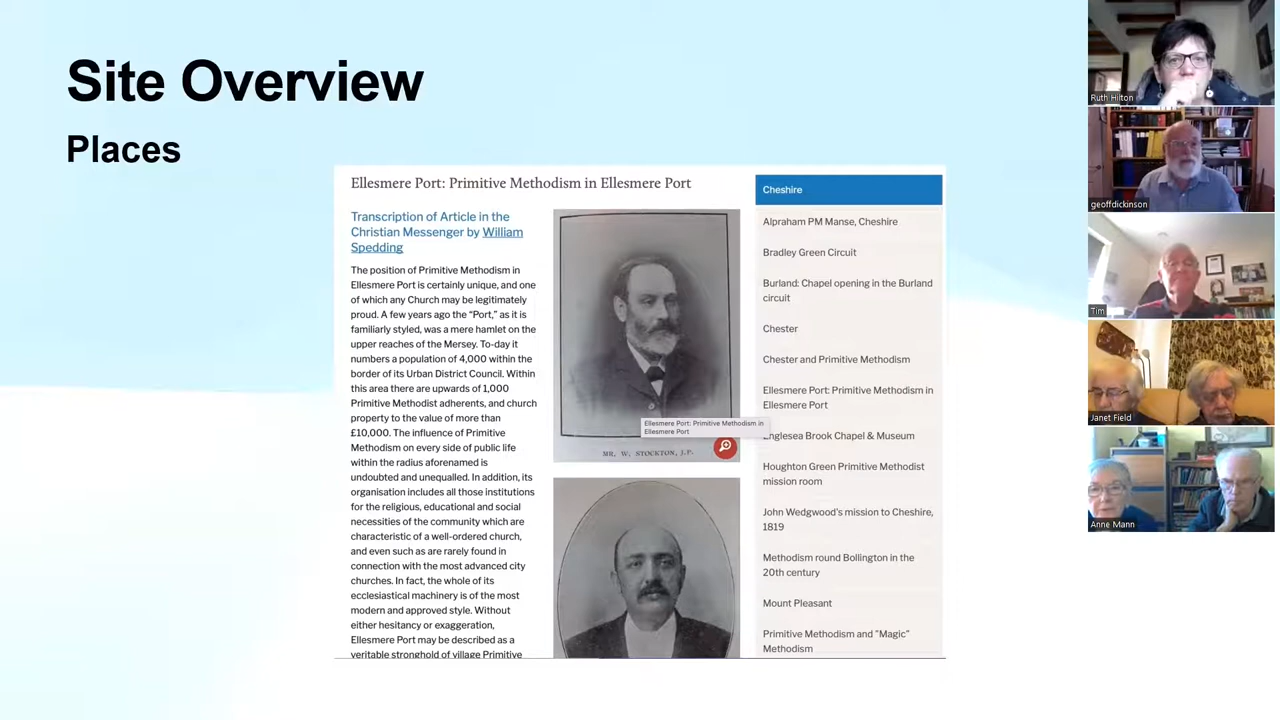 Site Overview
Places
Ellesmere Port: Primitive Methodism in Ellesmere Port
Transcription of Article in the
Christian Messenger by William
Spedding
The position of Primitive Methodism in
Ellesmere Port is certainly unique, and one
of which any Church may be legitimately
proud. A few years ago the “Port,” as it is
familiarly styled, was a mere hamlet on the
upper reaches of the Mersey. To-day it
numbers a population of 4,000 within the
border of its Urban District Council. Within
this area there are upwards of 1,000
Primitive Methodist adherents, and church
property to the value of more than
£10,000. The influence of Primitive
Methodism on every side of public life
within the radius aforenamed is
undoubted and unequalled. In addition, its
organisation includes all those institutions
for the religious, educational and social
necessities of the community which are
characteristic of a well-ordered church,
and even such as are rarely found in
connection with the most advanced city
churches. In fact, the whole of its
ecclesiastical machinery is of the most
modern and approved style. Without
either hesitancy or exaggeration,
Ellesmere Port may be described as a
veritable stronghold of village Primitive
Ellesmere Port: Primitive Methodism in
Ellesmere Port
MR. W. STOCKTON, J.P.
Cheshire
Alpraham PM Manse, Cheshire
Bradley Green Circuit
Burland: Chapel opening in the Burland
circuit
Chester
Chester and Primitive Methodism
Ellesmere Port: Primitive Methodism in
Ellesmere Port
Englesea Brook Chapel & Museum
Houghton Green Primitive Methodist
mission room
John Wedgwood's mission to Cheshire,
1819
Methodism round Bollington in the
20th century
Mount Pleasant
Primitive Methodism and "Magic"
Methodism
Ruth Hilton
geoffdickinson
Tim
Janet Field
Anne Mann